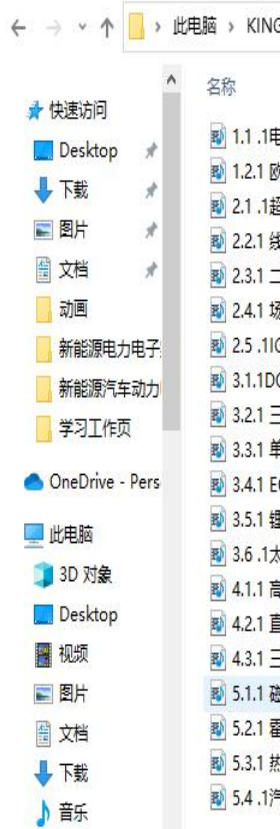 此电脑 › KING
名称
快速访问
Desktop
下载
图片
文档
动画
新能源电力电子
新能源汽车动力
学习工作页
OneDrive - Pers
此电脑
3D 对象
Desktop
视频
图片
文档
下载
音乐
1.1 .1电
1.2.1 欧
2.1 .1超
2.2.1 线
2.3.1 二
2.4.1 场
2.5 .1IG
3.1.1DC
3.2.1 三
3.3.1 单
3.4.1 EC
3.5.1 锂
3.6 .1太
4.1.1 高
4.2.1 直
4.3.1 三
5.1.1 磁
5.2.1 霍
5.3.1 热
5.4 .1汽